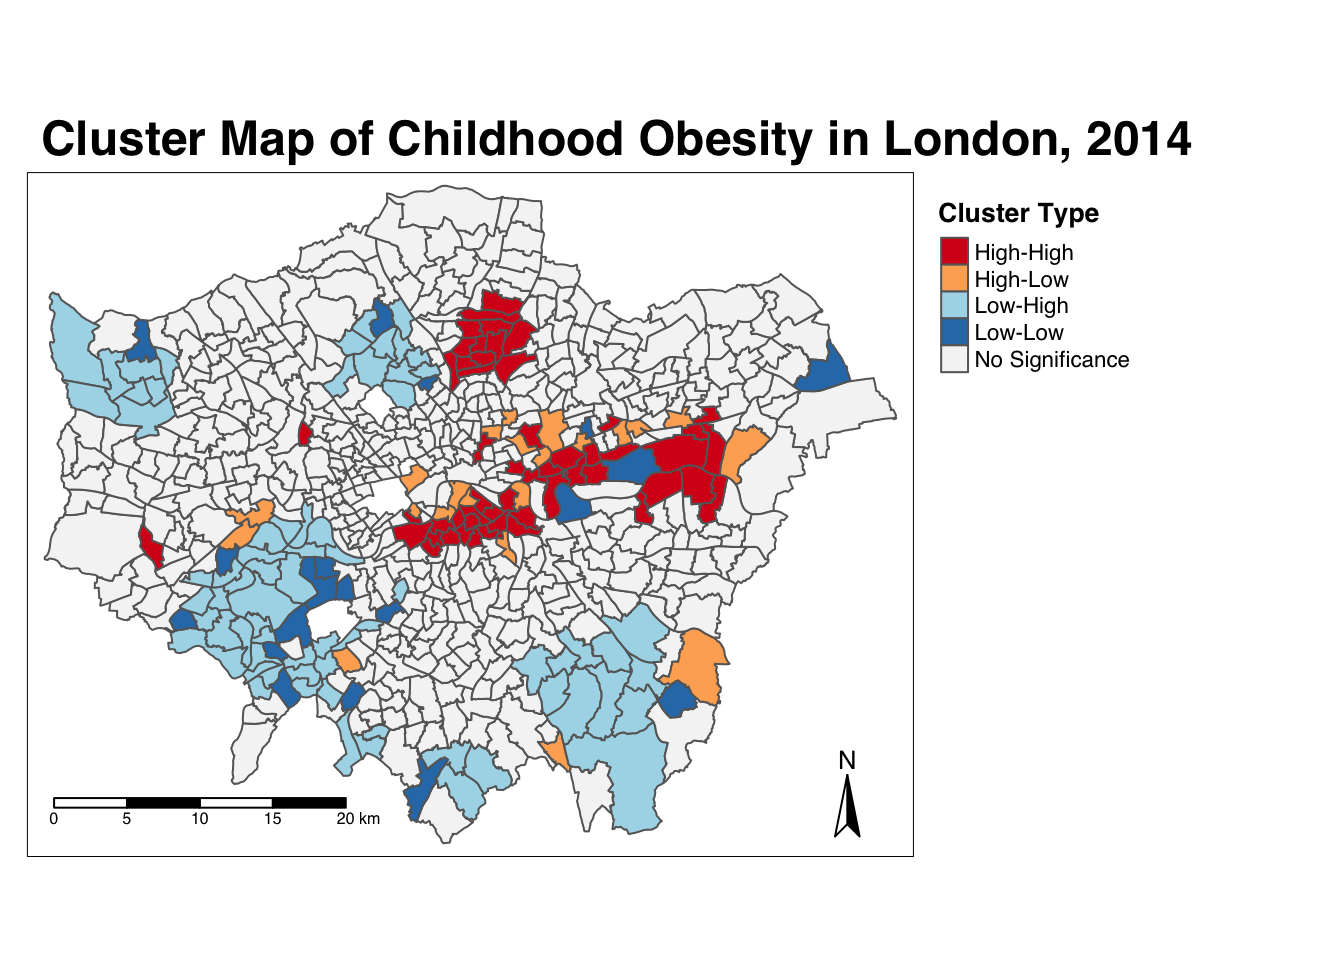 Cluster Map of Childhood Obesity in London, 2014
Cluster Type
High-High
High-Low
Low-High
Low-Low
No Significance
N
0 5 10 15 20 km